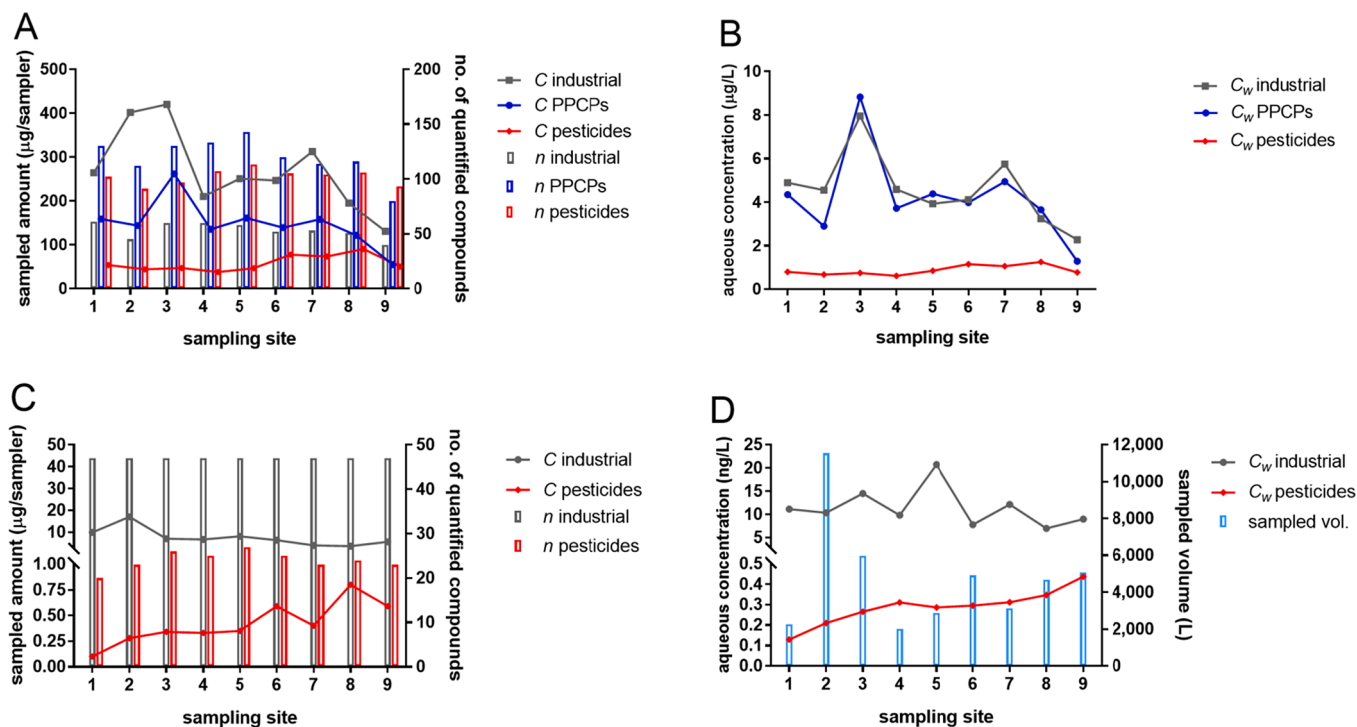 A
sampled amount (µg/sampler)
500
400
300
200
100
0
1 2 3 4 5 6 7 8 9
sampling site
200
150
100
50
0
no. of quantified compounds
C industrial
C PPCPs
C pesticides
n industrial
n PPCPs
n pesticides
B
aqueous concentration (µg/L)
10
8
6
4
2
0
1 2 3 4 5 6 7 8 9
sampling site
Cw industrial
Cw PPCPs
Cw pesticides
C
sampled amount (µg/sampler)
50
40
30
20
10
1.00
0.75
0.50
0.25
0.00
1 2 3 4 5 6 7 8 9
sampling site
50
40
30
20
10
0
no. of quantified compounds
C industrial
C pesticides
n industrial
n pesticides
D
aqueous concentration (ng/L)
25
20
15
10
5
0.5
0.4
0.3
0.2
0.1
0.0
1 2 3 4 5 6 7 8 9
sampling site
12,000
10,000
8,000
6,000
4,000
2,000
0
sampled volume
(L)
Cw industrial
Cw pesticides
sampled vol.